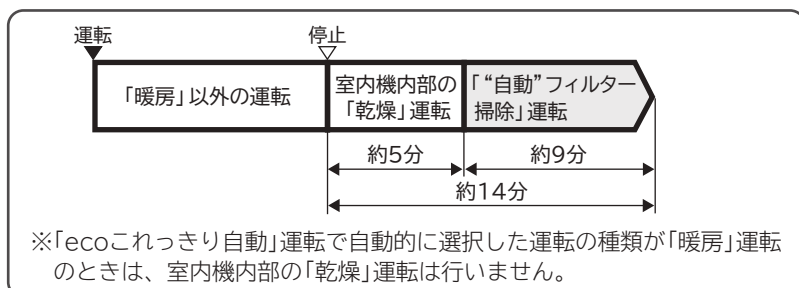 運転
停止
「暖房」以外の運転
室内機内部の
「乾燥」運転
「“自動”フィルター
掃除」運転
約5分
約9分
約14分
※「ecoこれっきり自動」運転で自動的に選択した運転の種類が「暖房」運転
のときは、室内機内部の「乾燥」運転は行いません。